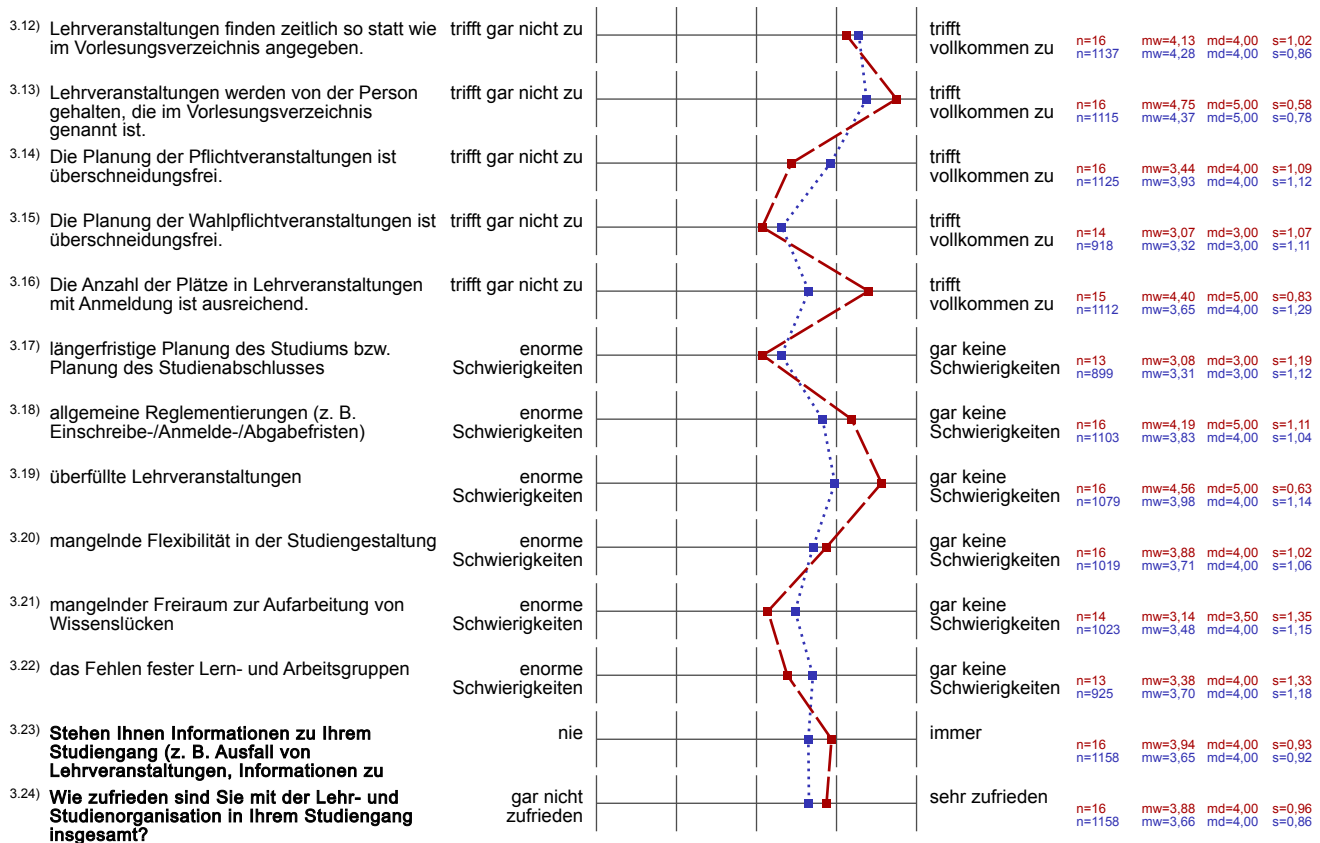 3.12) Lehrveranstaltungen finden zeitlich so statt wie im Vorlesungsverzeichnis angegeben.
trifft gar nicht zu
trifft vollkommen zu
n=16 mw=4,13 md=4,00 s=1,02
n=1137 mw=4,28 md=4,00 s=0,86
3.13) Lehrveranstaltungen werden von der Person gehalten, die im Vorlesungsverzeichnis genannt ist.
trifft gar nicht zu
trifft vollkommen zu
n=16 mw=4,75 md=5,00 s=0,58
n=1115 mw=4,37 md=5,00 s=0,78
3.14) Die Planung der Pflichtveranstaltungen ist überschneidungsfrei.
trifft gar nicht zu
trifft vollkommen zu
n=16 mw=3,44 md=4,00 s=1,09
n=1125 mw=3,93 md=4,00 s=1,12
3.15) Die Planung der Wahlpflichtveranstaltungen ist überschneidungsfrei.
trifft gar nicht zu
trifft vollkommen zu
n=14 mw=3,07 md=3,00 s=1,07
n=918 mw=3,32 md=3,00 s=1,11
3.16) Die Anzahl der Plätze in Lehrveranstaltungen mit Anmeldung ist ausreichend.
trifft gar nicht zu
trifft vollkommen zu
n=15 mw=4,40 md=5,00 s=0,83
n=1112 mw=3,65 md=4,00 s=1,29
3.17) längerfristige Planung des Studiums bzw. Planung des Studienabschlusses
enorme Schwierigkeiten
gar keine Schwierigkeiten
n=13 mw=3,08 md=3,00 s=1,19
n=899 mw=3,31 md=3,00 s=1,12
3.18) allgemeine Reglementierungen (z. B. Einschreibe-/Anmelde-/Abgabefristen)
enorme Schwierigkeiten
gar keine Schwierigkeiten
n=16 mw=4,19 md=5,00 s=1,11
n=1103 mw=3,83 md=4,00 s=1,04
3.19) überfüllte Lehrveranstaltungen
enorme Schwierigkeiten
gar keine Schwierigkeiten
n=16 mw=4,56 md=5,00 s=0,63
n=1079 mw=3,98 md=4,00 s=1,14
3.20) mangelnde Flexibilität in der Studiengestaltung
enorme Schwierigkeiten
gar keine Schwierigkeiten
n=16 mw=3,88 md=4,00 s=1,02
n=1019 mw=3,71 md=4,00 s=1,06
3.21) mangelnder Freiraum zur Aufarbeitung von Wissenslücken
enorme Schwierigkeiten
gar keine Schwierigkeiten
n=14 mw=3,14 md=3,50 s=1,35
n=1023 mw=3,48 md=4,00 s=1,15
3.22) das Fehlen fester Lern- und Arbeitsgruppen
enorme Schwierigkeiten
gar keine Schwierigkeiten
n=13 mw=3,38 md=4,00 s=1,33
n=925 mw=3,70 md=4,00 s=1,18
3.23) Stehen Ihnen Informationen zu Ihrem Studiengang (z. B. Ausfall von Lehrveranstaltungen, Informationen zu
nie
immer
n=16 mw=3,94 md=4,00 s=0,93
n=1158 mw=3,65 md=4,00 s=0,92
3.24) Wie zufrieden sind Sie mit der Lehr- und Studienorganisation in Ihrem Studiengang insgesamt?
gar nicht zufrieden
sehr zufrieden
n=16 mw=3,88 md=4,00 s=0,96
n=1158 mw=3,66 md=4,00 s=0,86